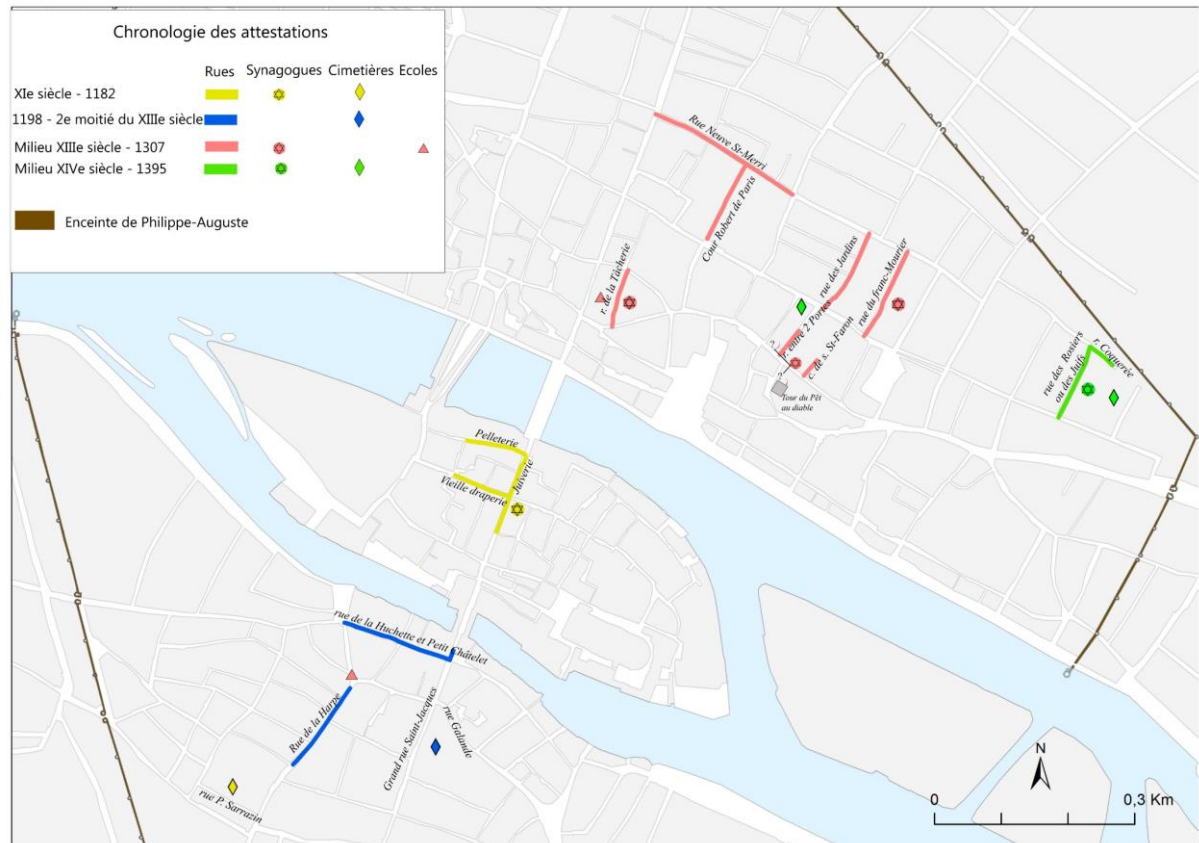 Chronologie des attestations
Rues Synagogues Cimetières Ecoles
XIe siècle - 1182
1198 - 2e moitié du XIIIe siècle
Milieu XIIIe siècle - 1307
Milieu XIVe siècle - 1395
Enceinte de Philippe-Auguste
Rue Neuve St-Merri
Cour Robert de Paris
r. de la Tâcherie
rue des Jardins
rue du franc-Mourier
r. entre 2 Portes
c. de s. St-Faron
?
?
Tour du Pêt
au diable
r. Coquerée
rue des Rosiers
ou des Juifs
Pelleterie
Vieille draperie
Juiverie
rue de la Huchette et Petit Châtelet
Rue de la Harpe
Grand rue Saint-Jacques
rue Galande
rue P. Sarrazin
N
0 0,3 Km